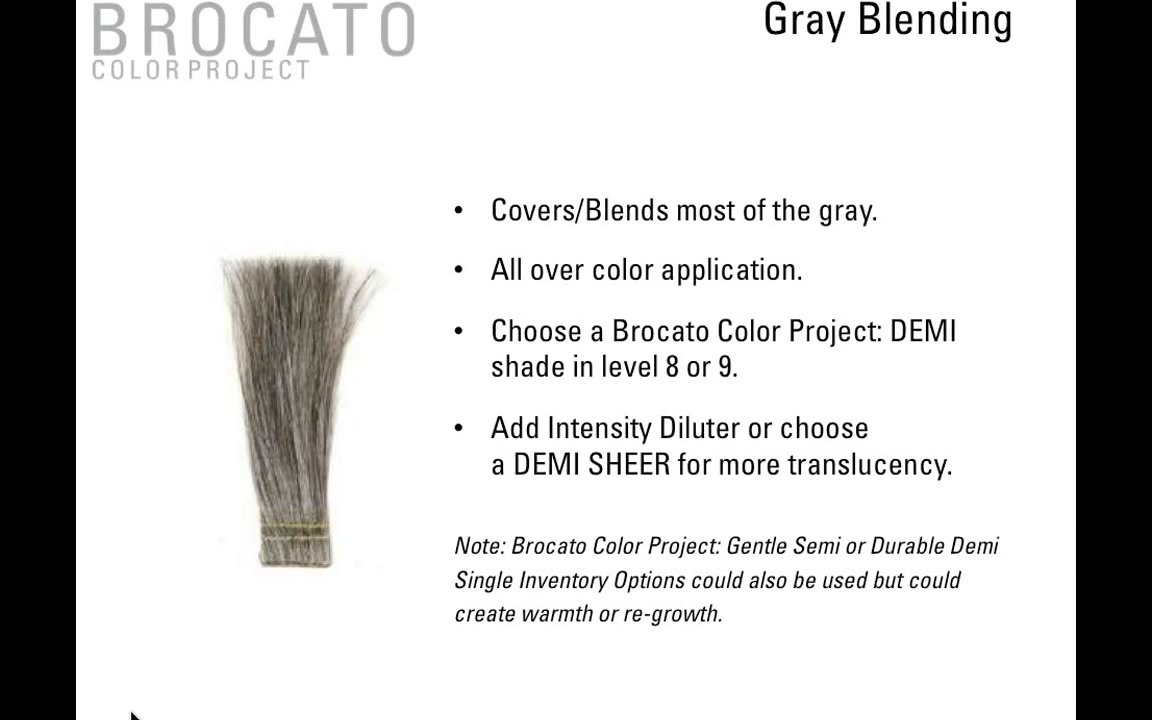 BROCATO
COLOR PROJECT
Gray Blending
• Covers/Blends most of the gray.
• All over color application.
• Choose a Brocato Color Project: DEMI
shade in level 8 or 9.
• Add Intensity Diluter or choose
a DEMI SHEER for more translucency.
Note: Brocato Color Project: Gentle Semi or Durable Demi
Single Inventory Options could also be used but could
create warmth or re-growth.